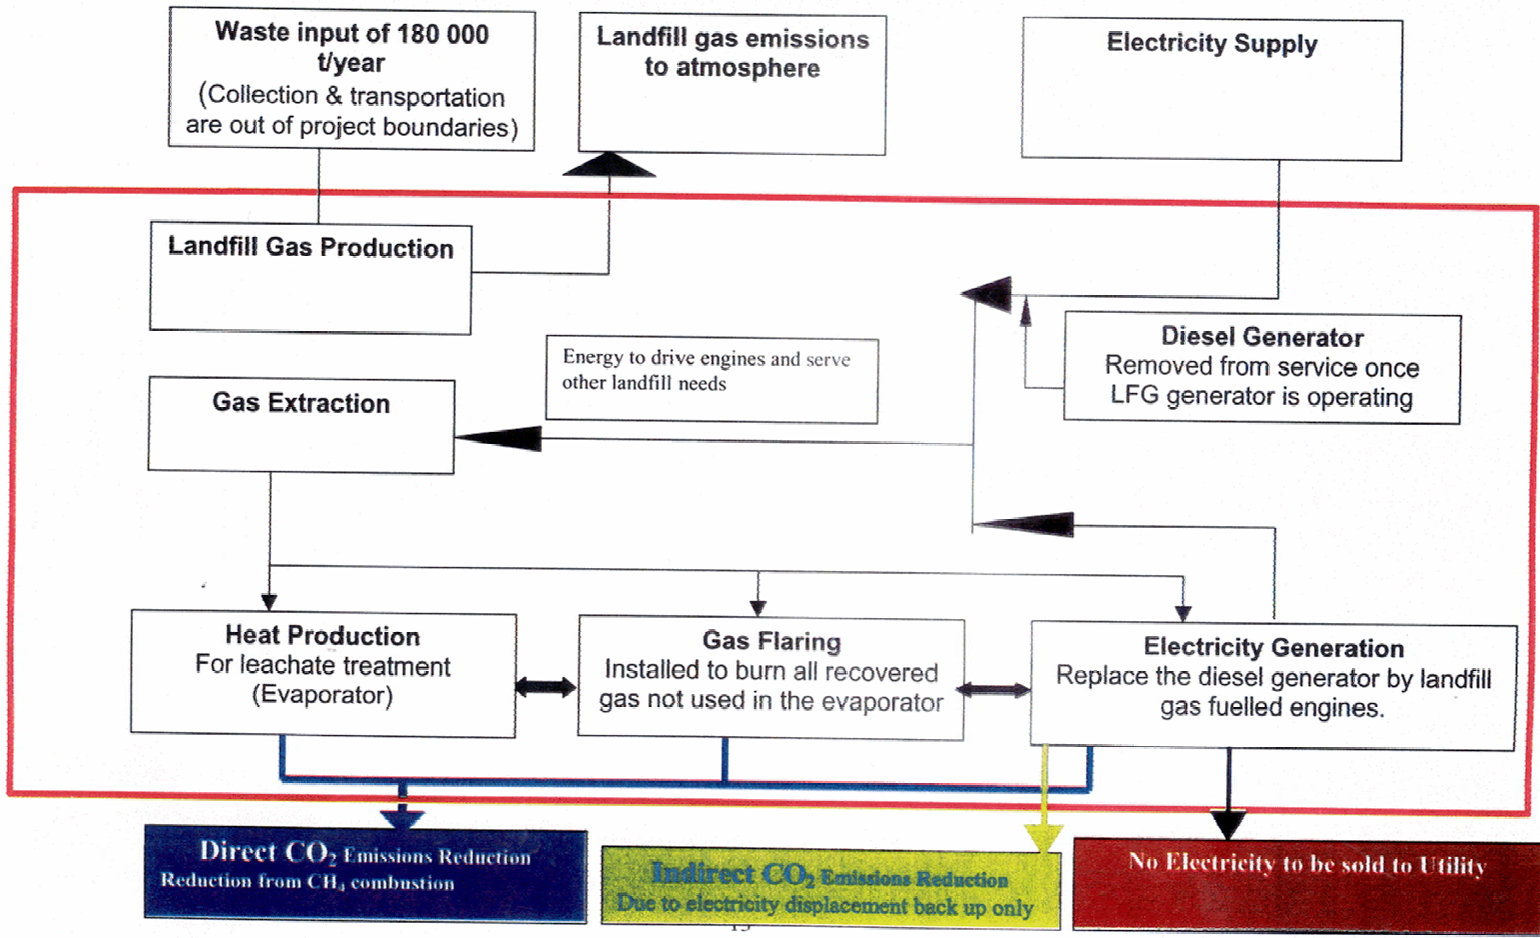 Waste input of 180 000
t/year
(Collection & transportation
are out of project boundaries)
Landfill gas emissions
to atmosphere
Electricity Supply
Landfill Gas Production
Diesel Generator
Removed from service once
LFG generator is operating
Energy to drive engines and serve
other landfill needs
Gas Extraction
Heat Production
For leachate treatment
(Evaporator)
Gas Flaring
Installed to burn all recovered
gas not used in the evaporator
Electricity Generation
Replace the diesel generator by landfill
gas fuelled engines.
Direct CO₂ Emissions Reduction
Reduction from CH₄ combustion
Indirect CO₂ Emissions Reduction
Due to electricity displacement back up only
No Electricity to be sold to Utility